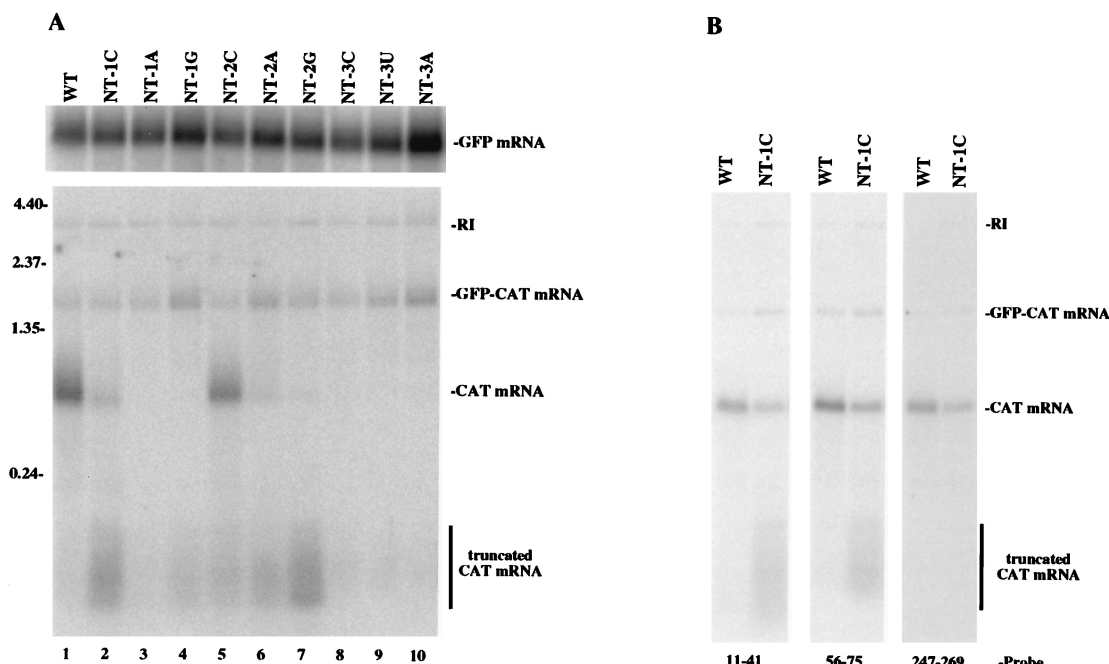 A
WT NT-1C NT-1A NT-1G NT-2C NT-2A NT-2G NT-3C NT-3U NT-3A
-GFP mRNA
4.40-
-RI
2.37-
-GFP-CAT mRNA
1.35-
-CAT mRNA
0.24-
truncated
CAT mRNA
1 2 3 4 5 6 7 8 9 10
B
WT NT-1C WT NT-1C WT NT-1C
-RI
-GFP-CAT mRNA
-CAT mRNA
truncated
CAT mRNA
11-41 56-75 247-269 -Probe